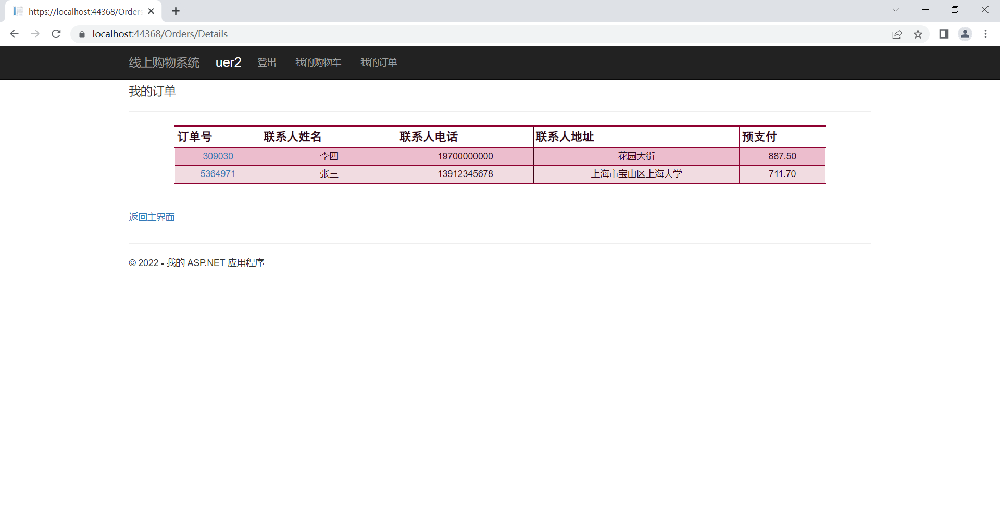 https://localhost:44368/Orders
localhost:44368/Orders/Details
线上购物系统 uer2 登出 我的购物车 我的订单
我的订单
订单号 联系人姓名 联系人电话 联系人地址 预支付
309030 李四 19700000000 花园大街 887.50
5364971 张三 13912345678 上海市宝山区上海大学 711.70
返回主界面
© 2022 - 我的 ASP.NET 应用程序